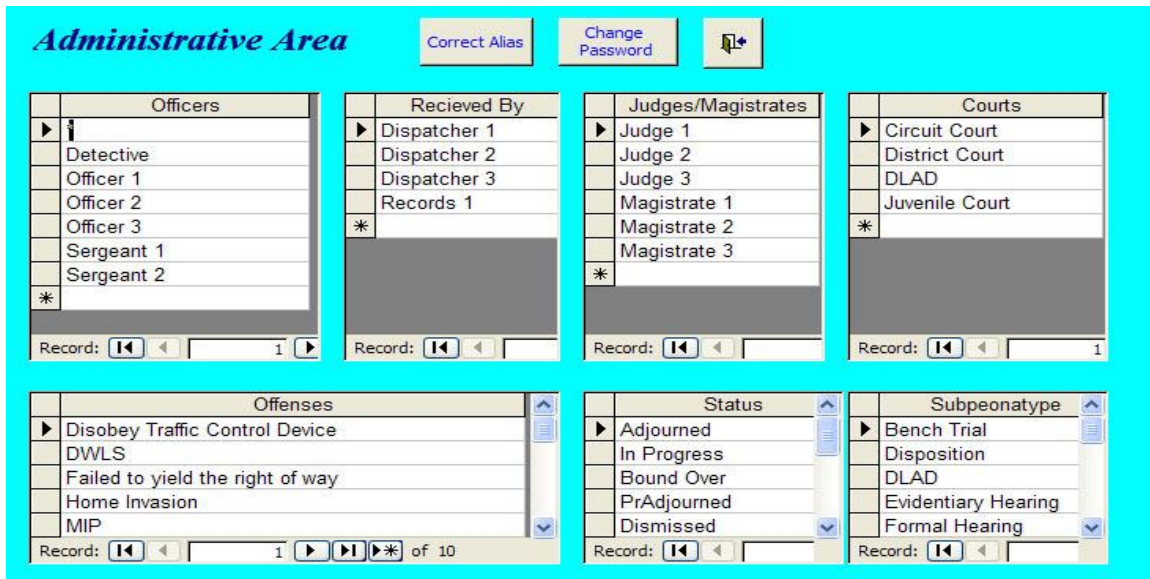 Administrative Area
Correct Alias
Change
Password
Officers
*
Detective
Officer 1
Officer 2
Officer 3
Sergeant 1
Sergeant 2
Record: 1
Recieved By
Dispatcher 1
Dispatcher 2
Dispatcher 3
Records 1
Record:
Judges/Magistrates
Judge 1
Judge 2
Judge 3
Magistrate 1
Magistrate 2
Magistrate 3
Record:
Courts
Circuit Court
District Court
DLAD
Juvenile Court
Record: 1
Offenses
Disobey Traffic Control Device
DWLS
Failed to yield the right of way
Home Invasion
MIP
Record: 1 of 10
Status
Adjourned
In Progress
Bound Over
PrAdjourned
Dismissed
Record:
Subpeonatype
Bench Trial
Disposition
DLAD
Evidentiary Hearing
Formal Hearing
Record: